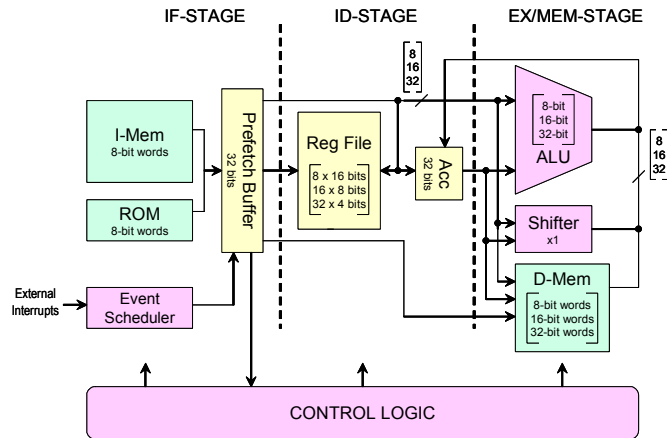 IF-STAGE
ID-STAGE
EX/MEM-STAGE
8
16
32
I-Mem
8-bit words
ROM
8-bit words
Prefetch Buffer
32 bits
Reg File
8 x 16 bits
16 x 8 bits
32 x 4 bits
Acc
32 bits
8-bit
16-bit
32-bit
ALU
8
16
32
Shifter
x1
D-Mem
8-bit words
16-bit words
32-bit words
External
Interrupts
Event
Scheduler
CONTROL LOGIC